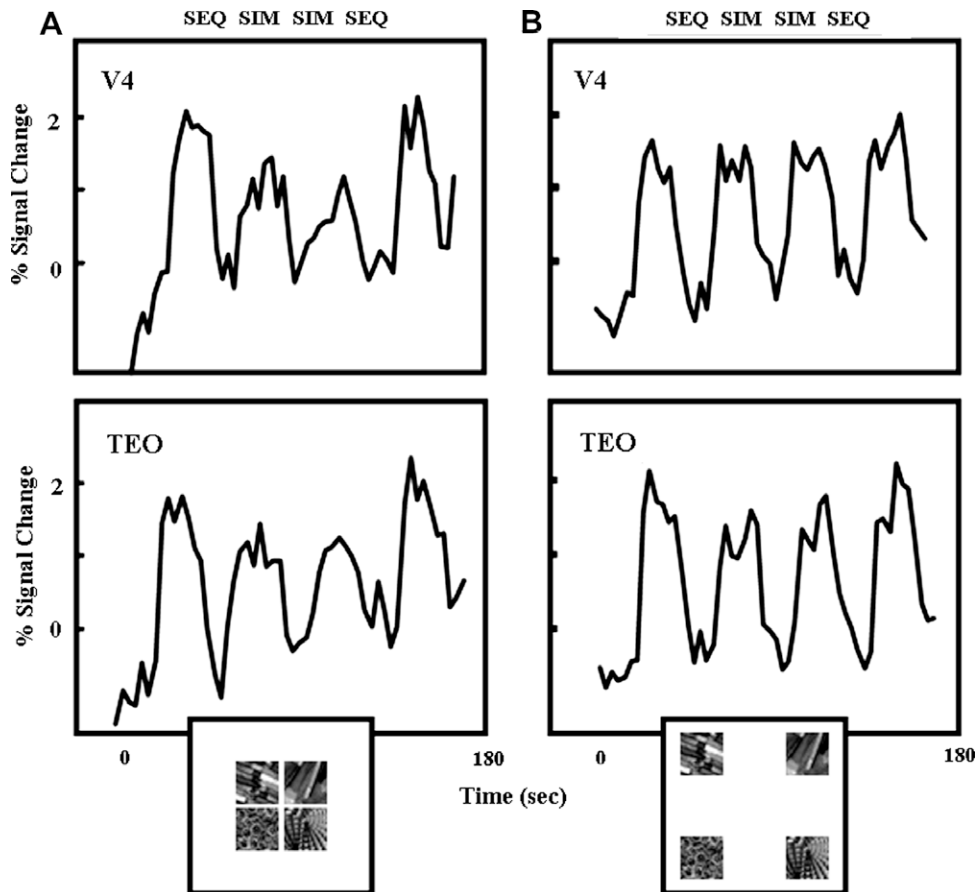 A
SEQ SIM SIM SEQ
B
SEQ SIM SIM SEQ
V4
V4
2
0
% Signal Change
TEO
TEO
2
0
% Signal Change
0
180
0
180
Time (sec)